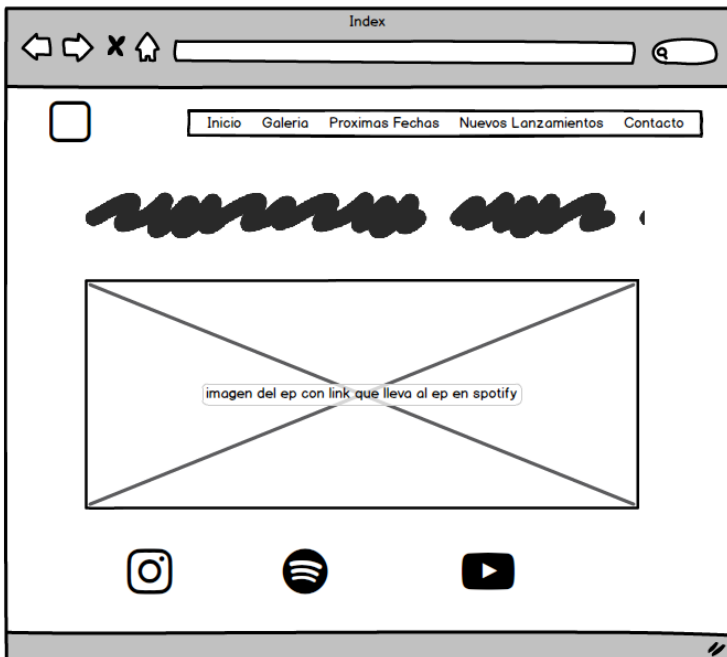 Index
Inicio Galeria Proximas Fechas Nuevos Lanzamientos Contacto
imagen del ep con link que lleva al ep en spotify